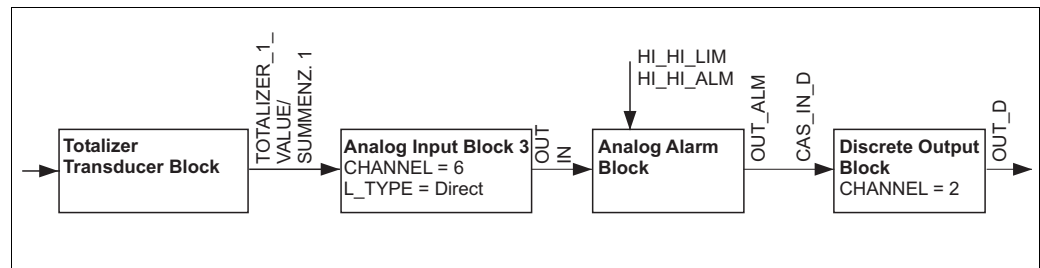 Totalizer
Transducer Block
TOTALIZER_1_
VALUE/
SUMMENZ. 1
Analog Input Block 3
CHANNEL = 6
L_TYPE = Direct
OUT
IN
HI_HI_LIM
HI_HI_ALM
Analog Alarm
Block
OUT_ALM
CAS_IN_D
Discrete Output
Block
CHANNEL = 2
OUT_D